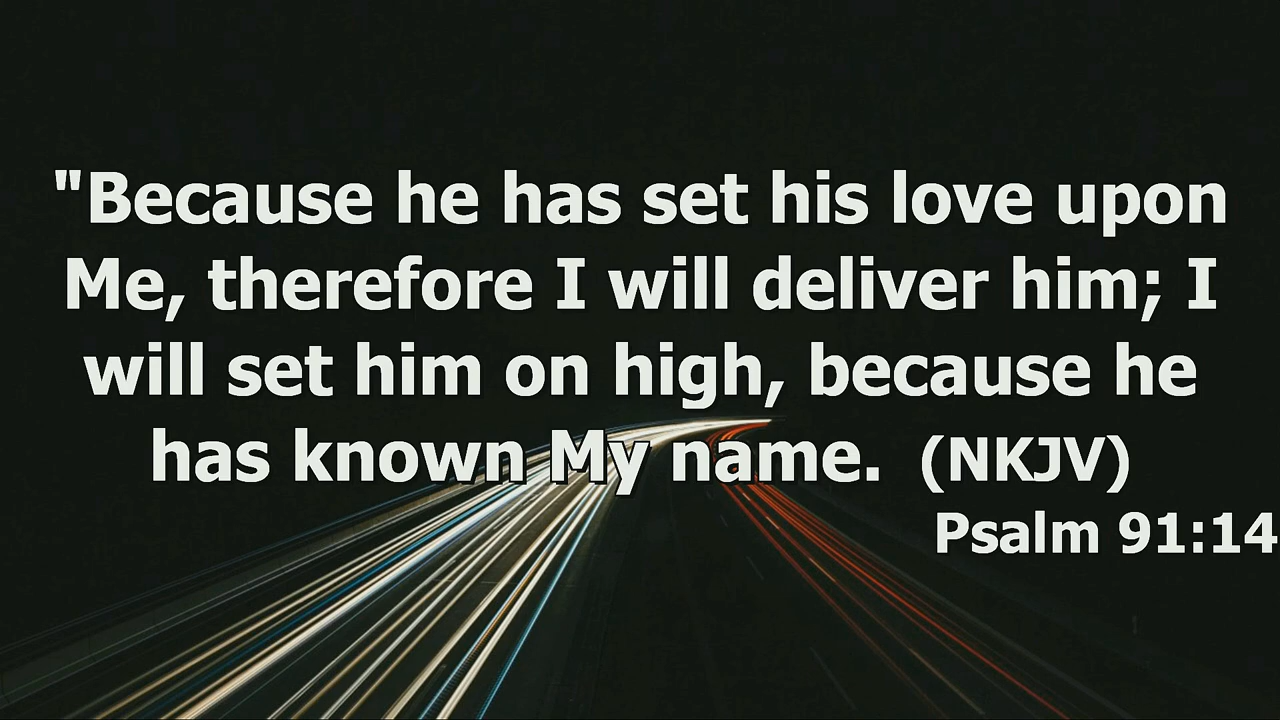 "Because he has set his love upon
Me, therefore I will deliver him; I
will set him on high, because he
has known My name. (NKJV)
Psalm 91:14